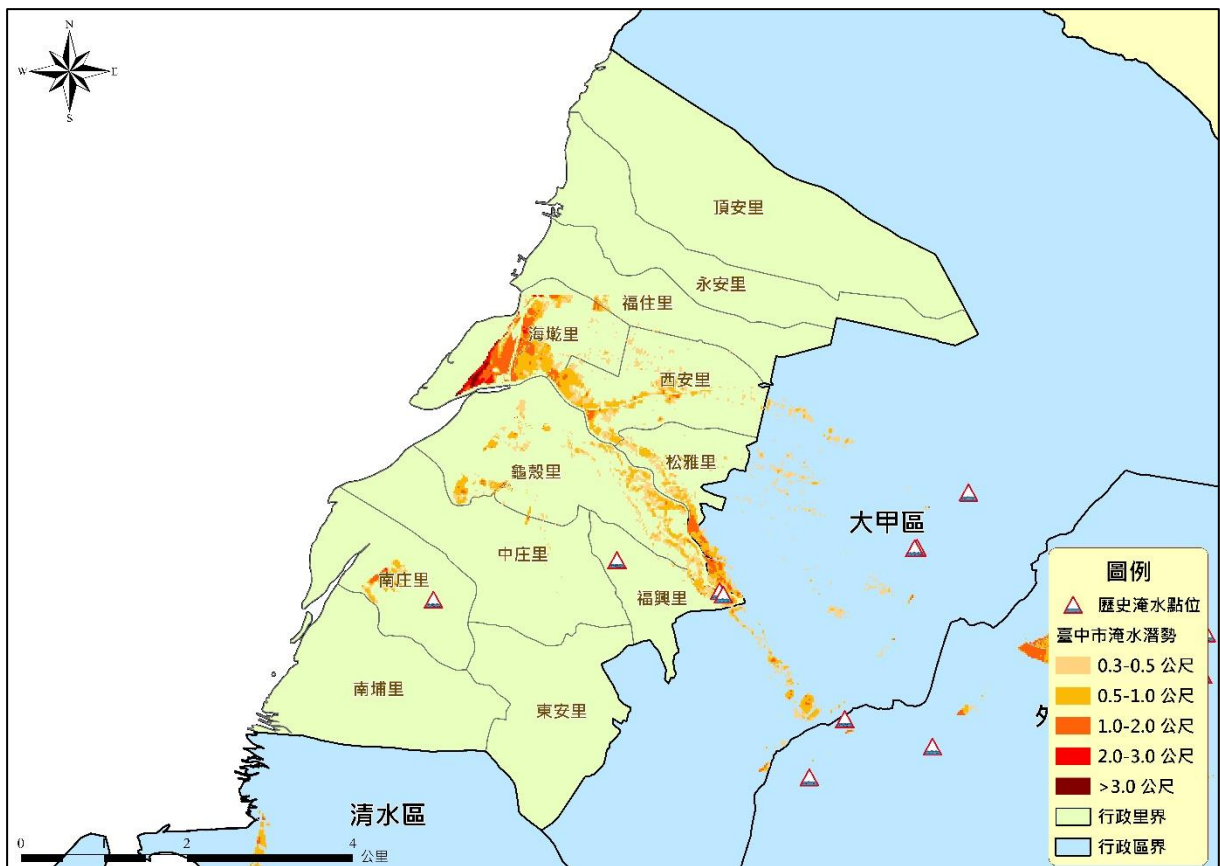 N
W
E
S
頂安里
永安里
福住里
海墘里
西安里
松雅里
龜殼里
大甲區
中庄里
南庄里
福興里
南埔里
東安里
清水區
0
2
4
公里
圖例
歷史淹水點位
臺中市淹水潛勢
0.3-0.5 公尺
0.5-1.0 公尺
1.0-2.0 公尺
2.0-3.0 公尺
>3.0 公尺
行政里界
行政區界